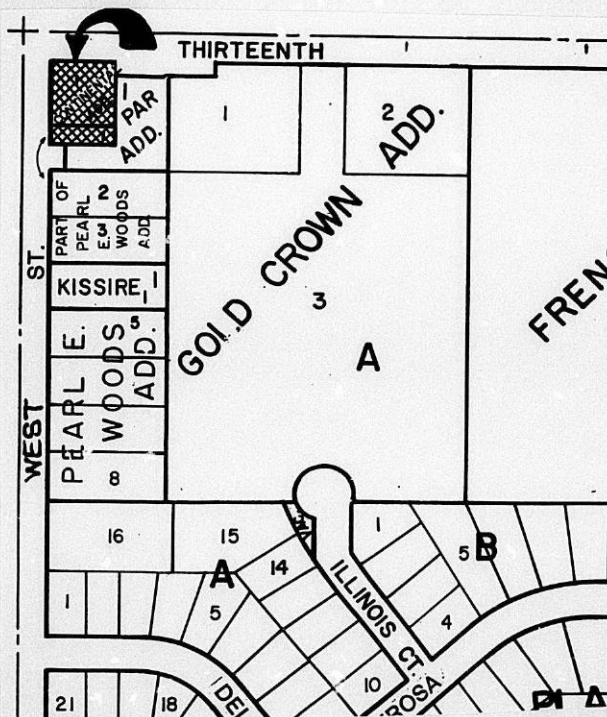 THIRTEENTH
1
PAR
ADD.
1
2
ADD.
PART OF
PEARL
E.
WOODS
ADD.
2
3
ST.
KISSIRE 1
GOLD CROWN
3
A
FREN
PEARL E.
WOODS
ADD.
5
8
WEST
16
15
14
A
1
5
B
5
1
4
ILLINOIS CT.
10
ROSA
21
18
DEL